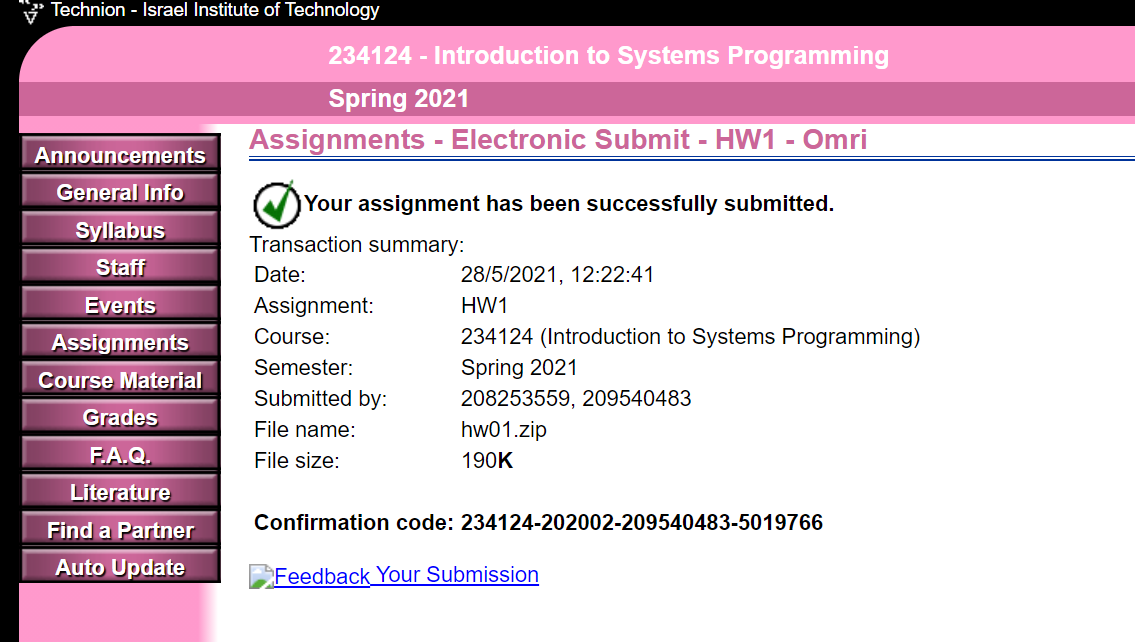 Technion - Israel Institute of Technology
234124 - Introduction to Systems Programming
Spring 2021
Announcements
General Info
Syllabus
Staff
Events
Assignments
Course Material
Grades
F.A.Q.
Literature
Find a Partner
Auto Update
Assignments - Electronic Submit - HW1 - Omri
Your assignment has been successfully submitted.
Transaction summary:
Date: 28/5/2021, 12:22:41
Assignment: HW1
Course: 234124 (Introduction to Systems Programming)
Semester: Spring 2021
Submitted by: 208253559, 209540483
File name: hw01.zip
File size: 190K
Confirmation code: 234124-202002-209540483-5019766
Feedback Your Submission